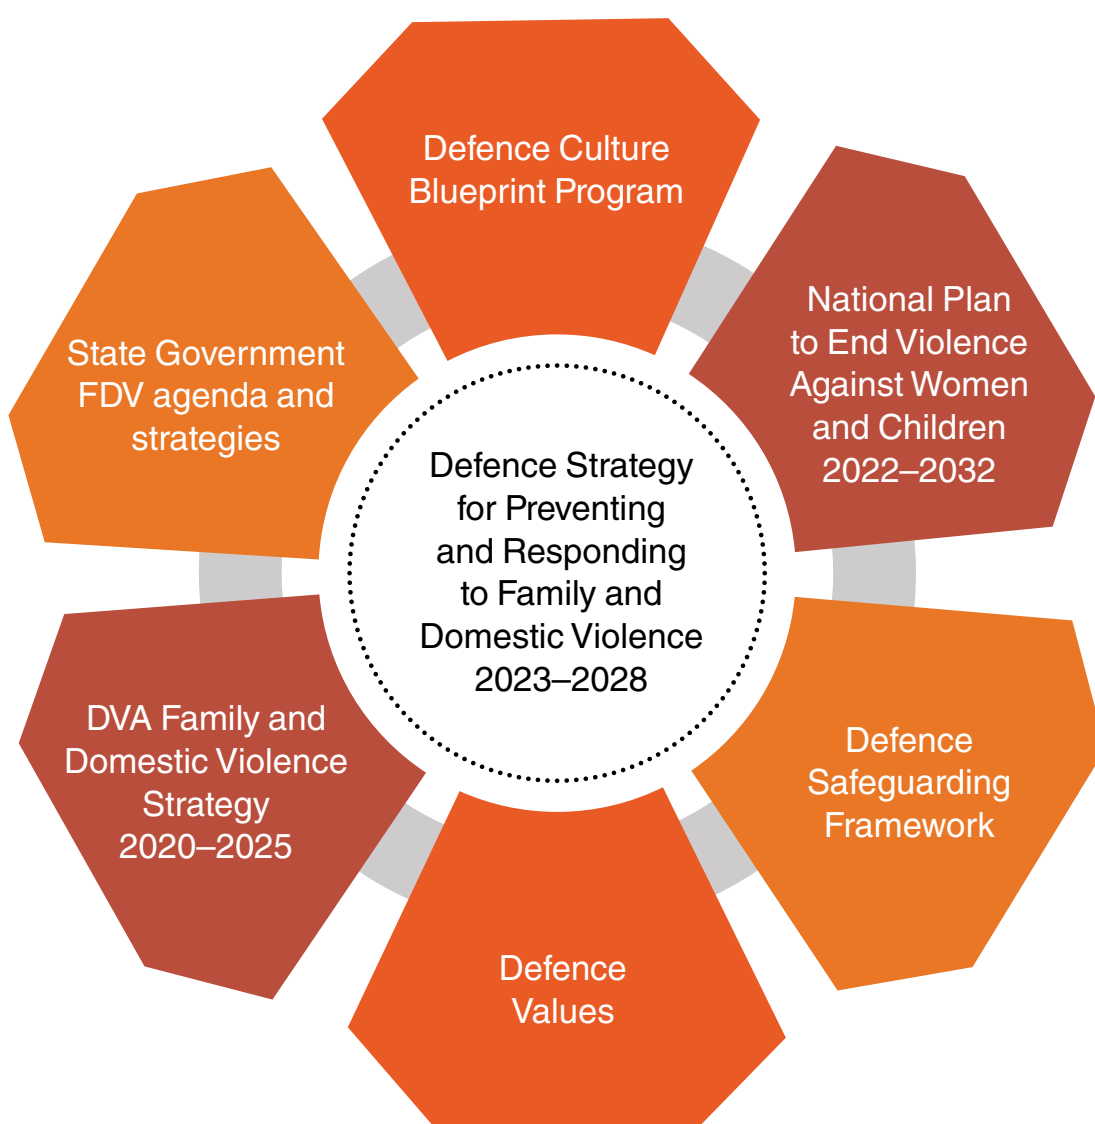 Defence Culture
Blueprint Program
National Plan
to End Violence
Against Women
and Children
2022–2032
State Government
FDV agenda and
strategies
Defence Strategy
for Preventing
and Responding
to Family and
Domestic Violence
2023–2028
DVA Family and
Domestic Violence
Strategy
2020–2025
Defence
Safeguarding
Framework
Defence
Values